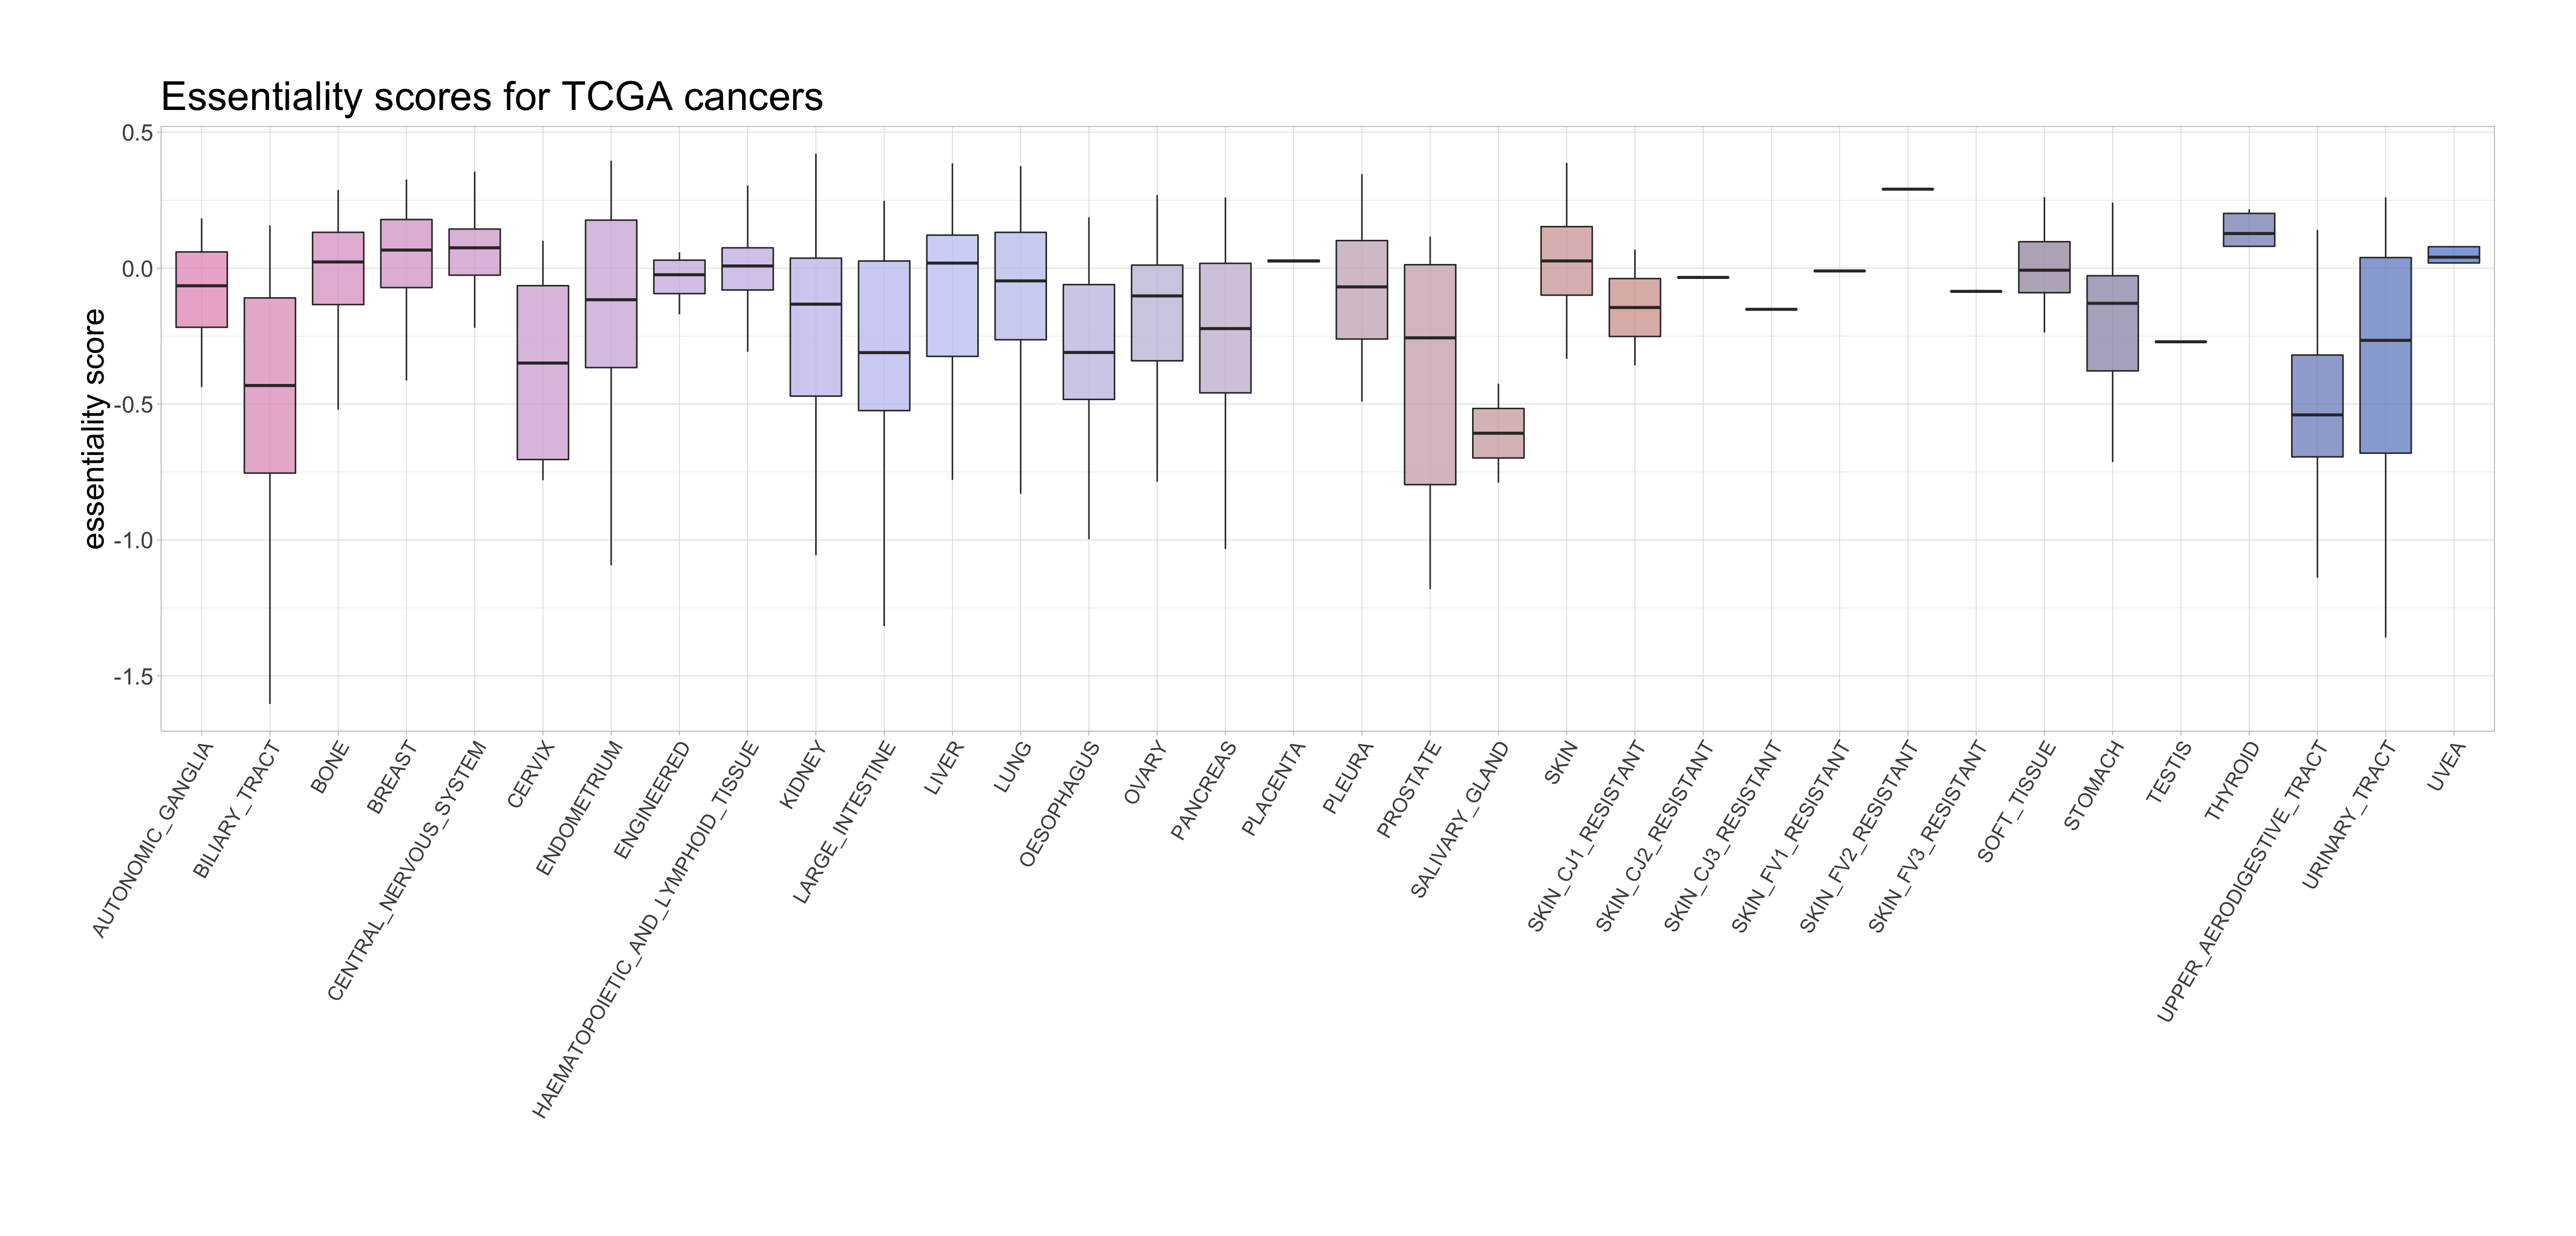 Essentiality scores for TCGA cancers
essentiality score
0.5
0.0
-0.5
-1.0
-1.5
AUTONOMIC_GANGLIA
BILIARY_TRACT
BONE
BREAST
CENTRAL_NERVOUS_SYSTEM
CERVIX
ENDOMETRIUM
ENGINEERED
HAEMATOPOIETIC_AND_LYMPHOID_TISSUE
KIDNEY
LARGE_INTESTINE
LIVER
LUNG
OESOPHAGUS
OVARY
PANCREAS
PLACENTA
PLEURA
PROSTATE
SALIVARY_GLAND
SKIN
SKIN_CJ1_RESISTANT
SKIN_CJ2_RESISTANT
SKIN_CJ3_RESISTANT
SKIN_FV1_RESISTANT
SKIN_FV2_RESISTANT
SKIN_FV3_RESISTANT
SOFT_TISSUE
STOMACH
TESTIS
THYROID
UPPER_AERODIGESTIVE_TRACT
URINARY_TRACT
UVEA